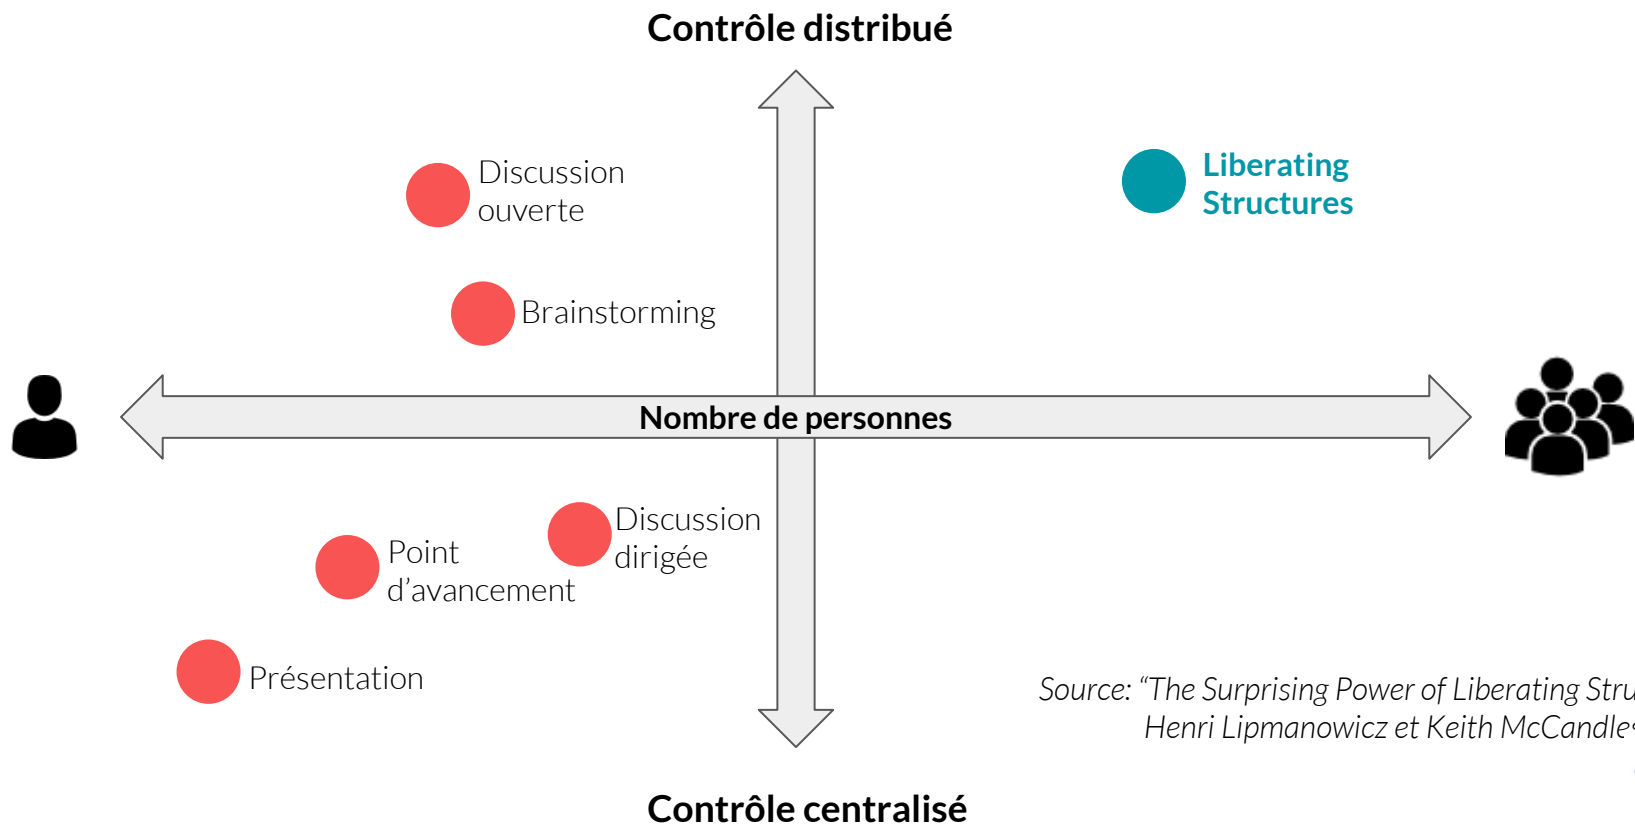 Contrôle distribué
Discussion
ouverte
Liberating
Structures
Brainstorming
Nombre de personnes
Discussion
dirigée
Point
d’avancement
Présentation
Source: “The Surprising Power of Liberating
Henri Lipmanowicz et Keith
Contrôle centralisé